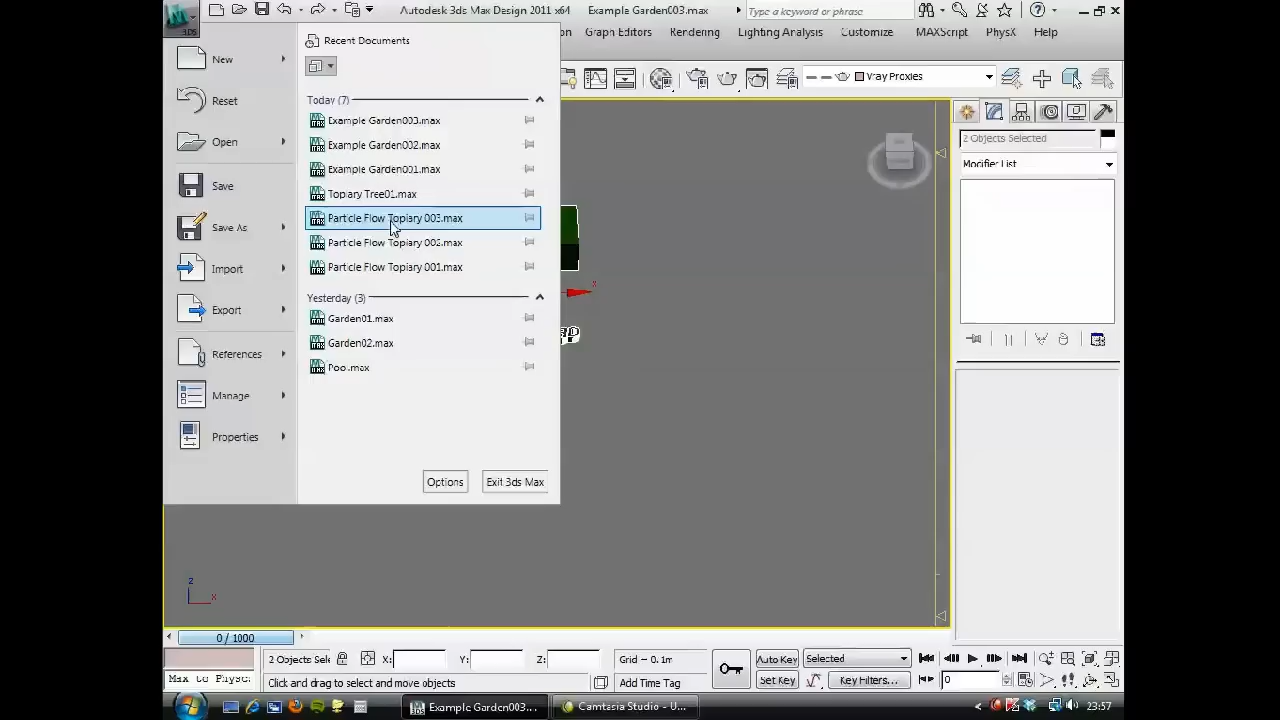 Autodesk 3ds Max Design 2011 x64 Example Garden003.max
Type a keyword or phrase
on Graph Editors Rendering Lighting Analysis Customize MAXScript PhysX Help
Vray Proxies
3DS
New
Reset
Open
Save
Save As
Import
Export
References
Manage
Properties
Recent Documents
Today (7)
Example Garden003.max
Example Garden002.max
Example Garden001.max
Topiary Tree01.max
Particle Flow Topiary 003.max
Particle Flow Topiary 002.max
Particle Flow Topiary 001.max
Yesterday (3)
Garden01.max
Garden02.max
Pool.max
Options
Exit 3ds Max
x
2 Objects Selected
Modifier List
z
x
0 / 1000
2 Objects Sel
X:
Y:
Z:
Grid = 0.1m
Auto Key
Selected
Max to Physc
Click and drag to select and move objects
Add Time Tag
Set Key
Key Filters...
0
Example Garden003...
Camtasia Studio - U...
23:57